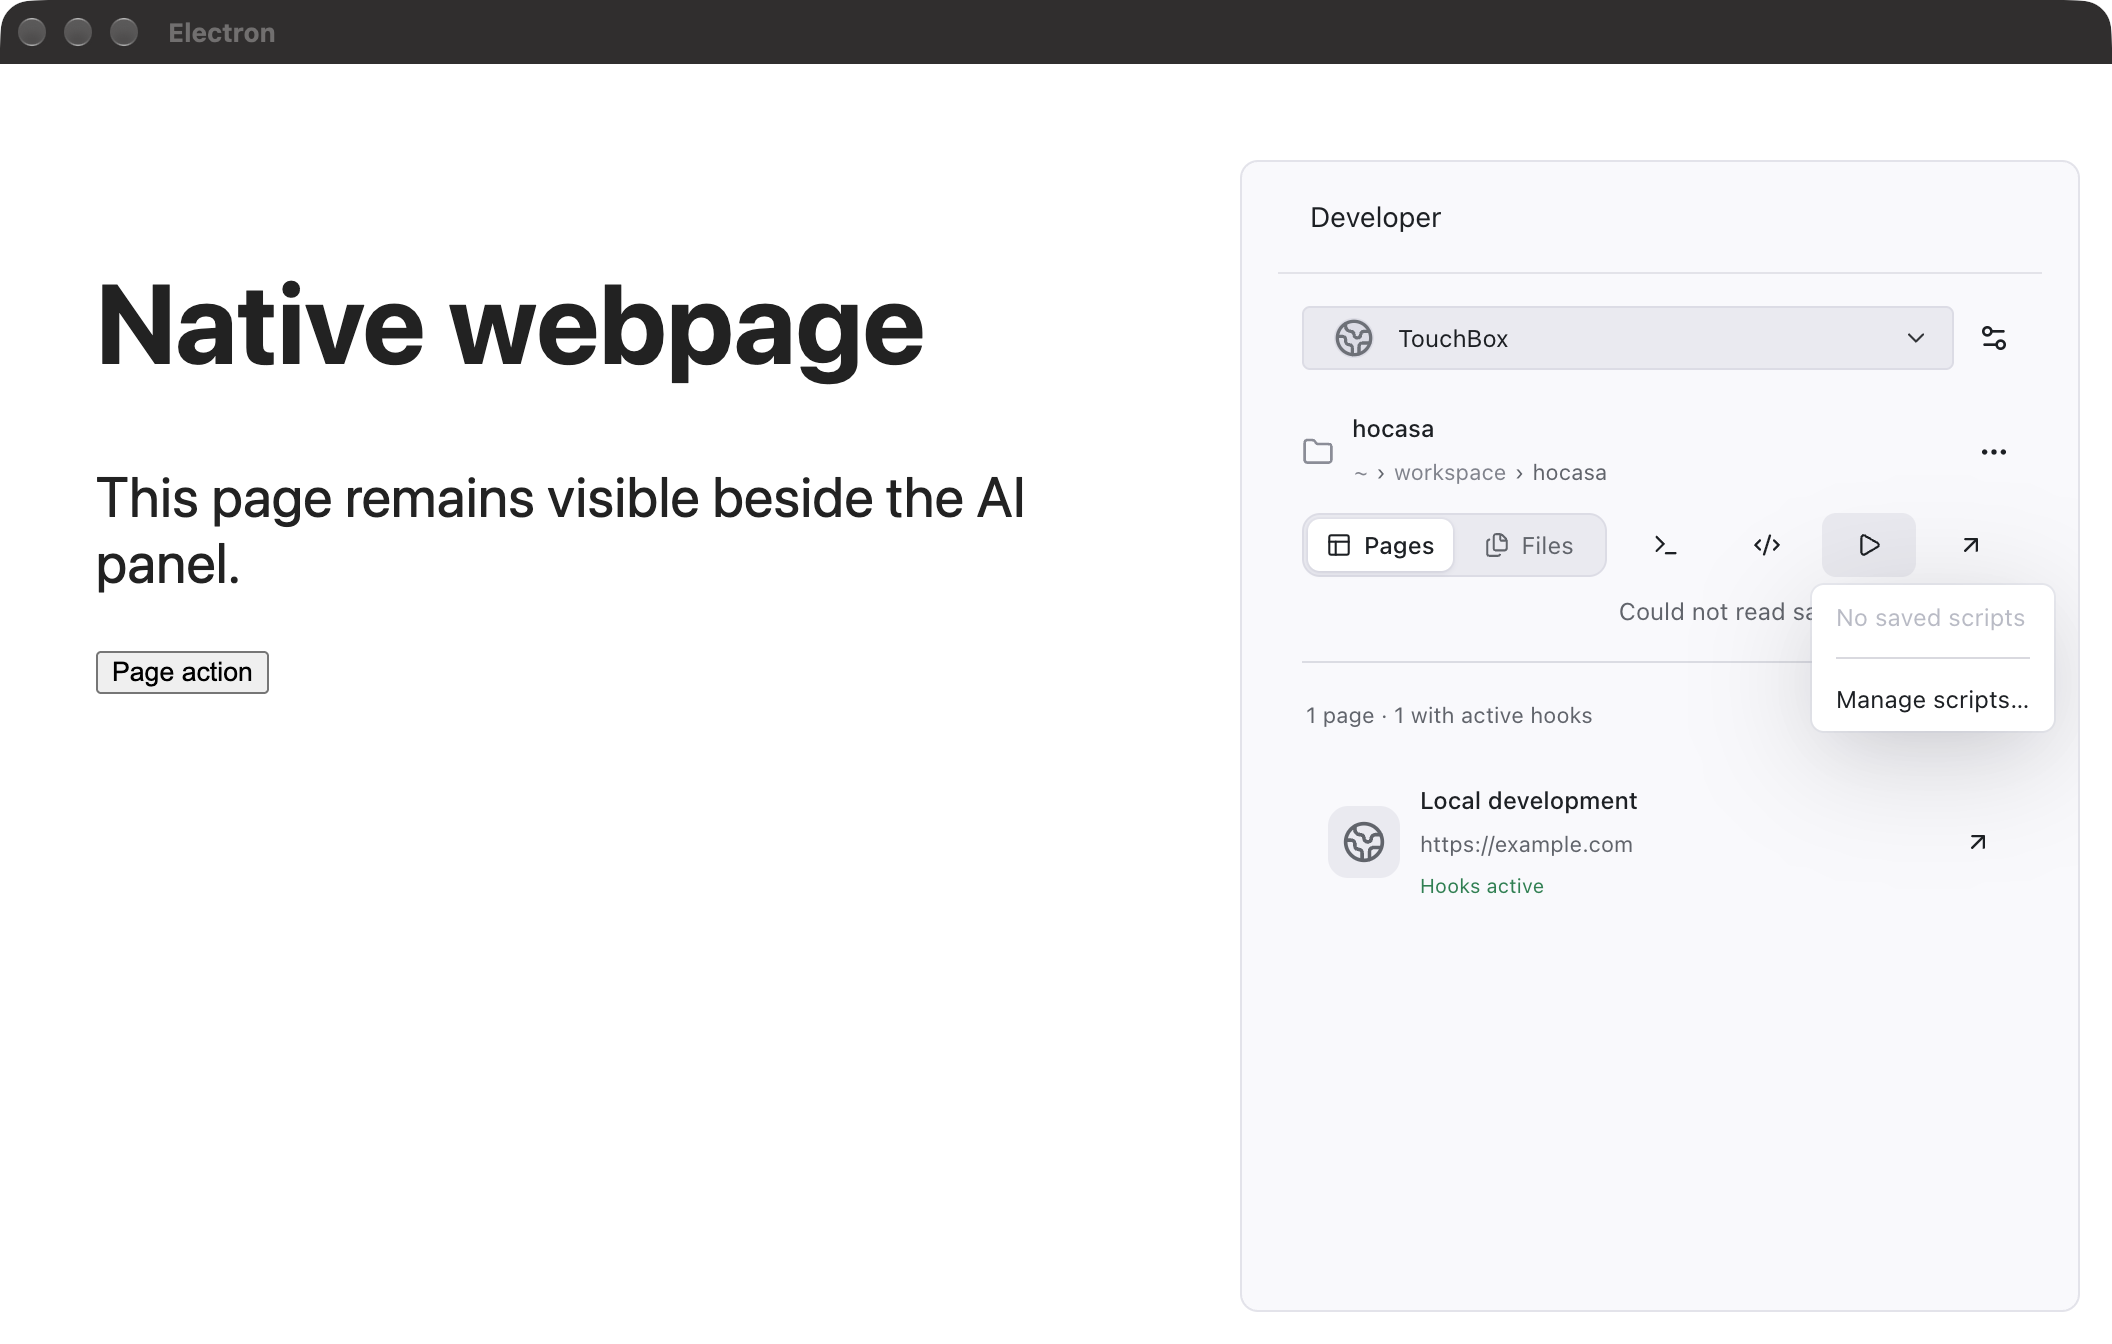 Electron
Native webpage
This page remains visible beside the AI
panel.
Page action
Developer
TouchBox
hocasa
~ › workspace › hocasa
Pages
Files
Could not read
No saved scripts
Manage scripts...
1 page · 1 with active hooks
Local development
https://example.com
Hooks active